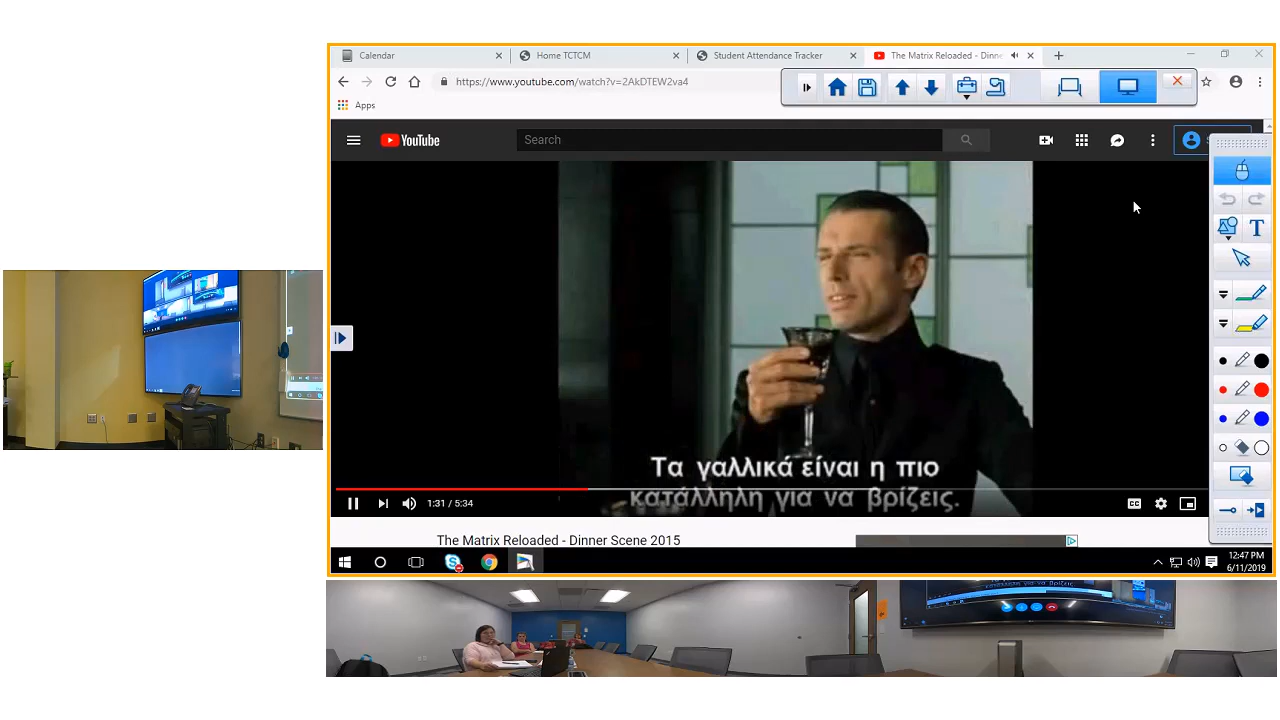 Calendar
Home TCTCM
Student Attendance Tracker
The Matrix Reloaded - Dinne
https://www.youtube.com/watch?v=2AkDTEW2va4
Apps
YouTube
Search
T
Τα γαλλικά είναι η πιο
κατάλληλη για να βρίζεις.
1:31 / 5:34
CC
The Matrix Reloaded - Dinner Scene 2015
12:47 PM
6/11/2019